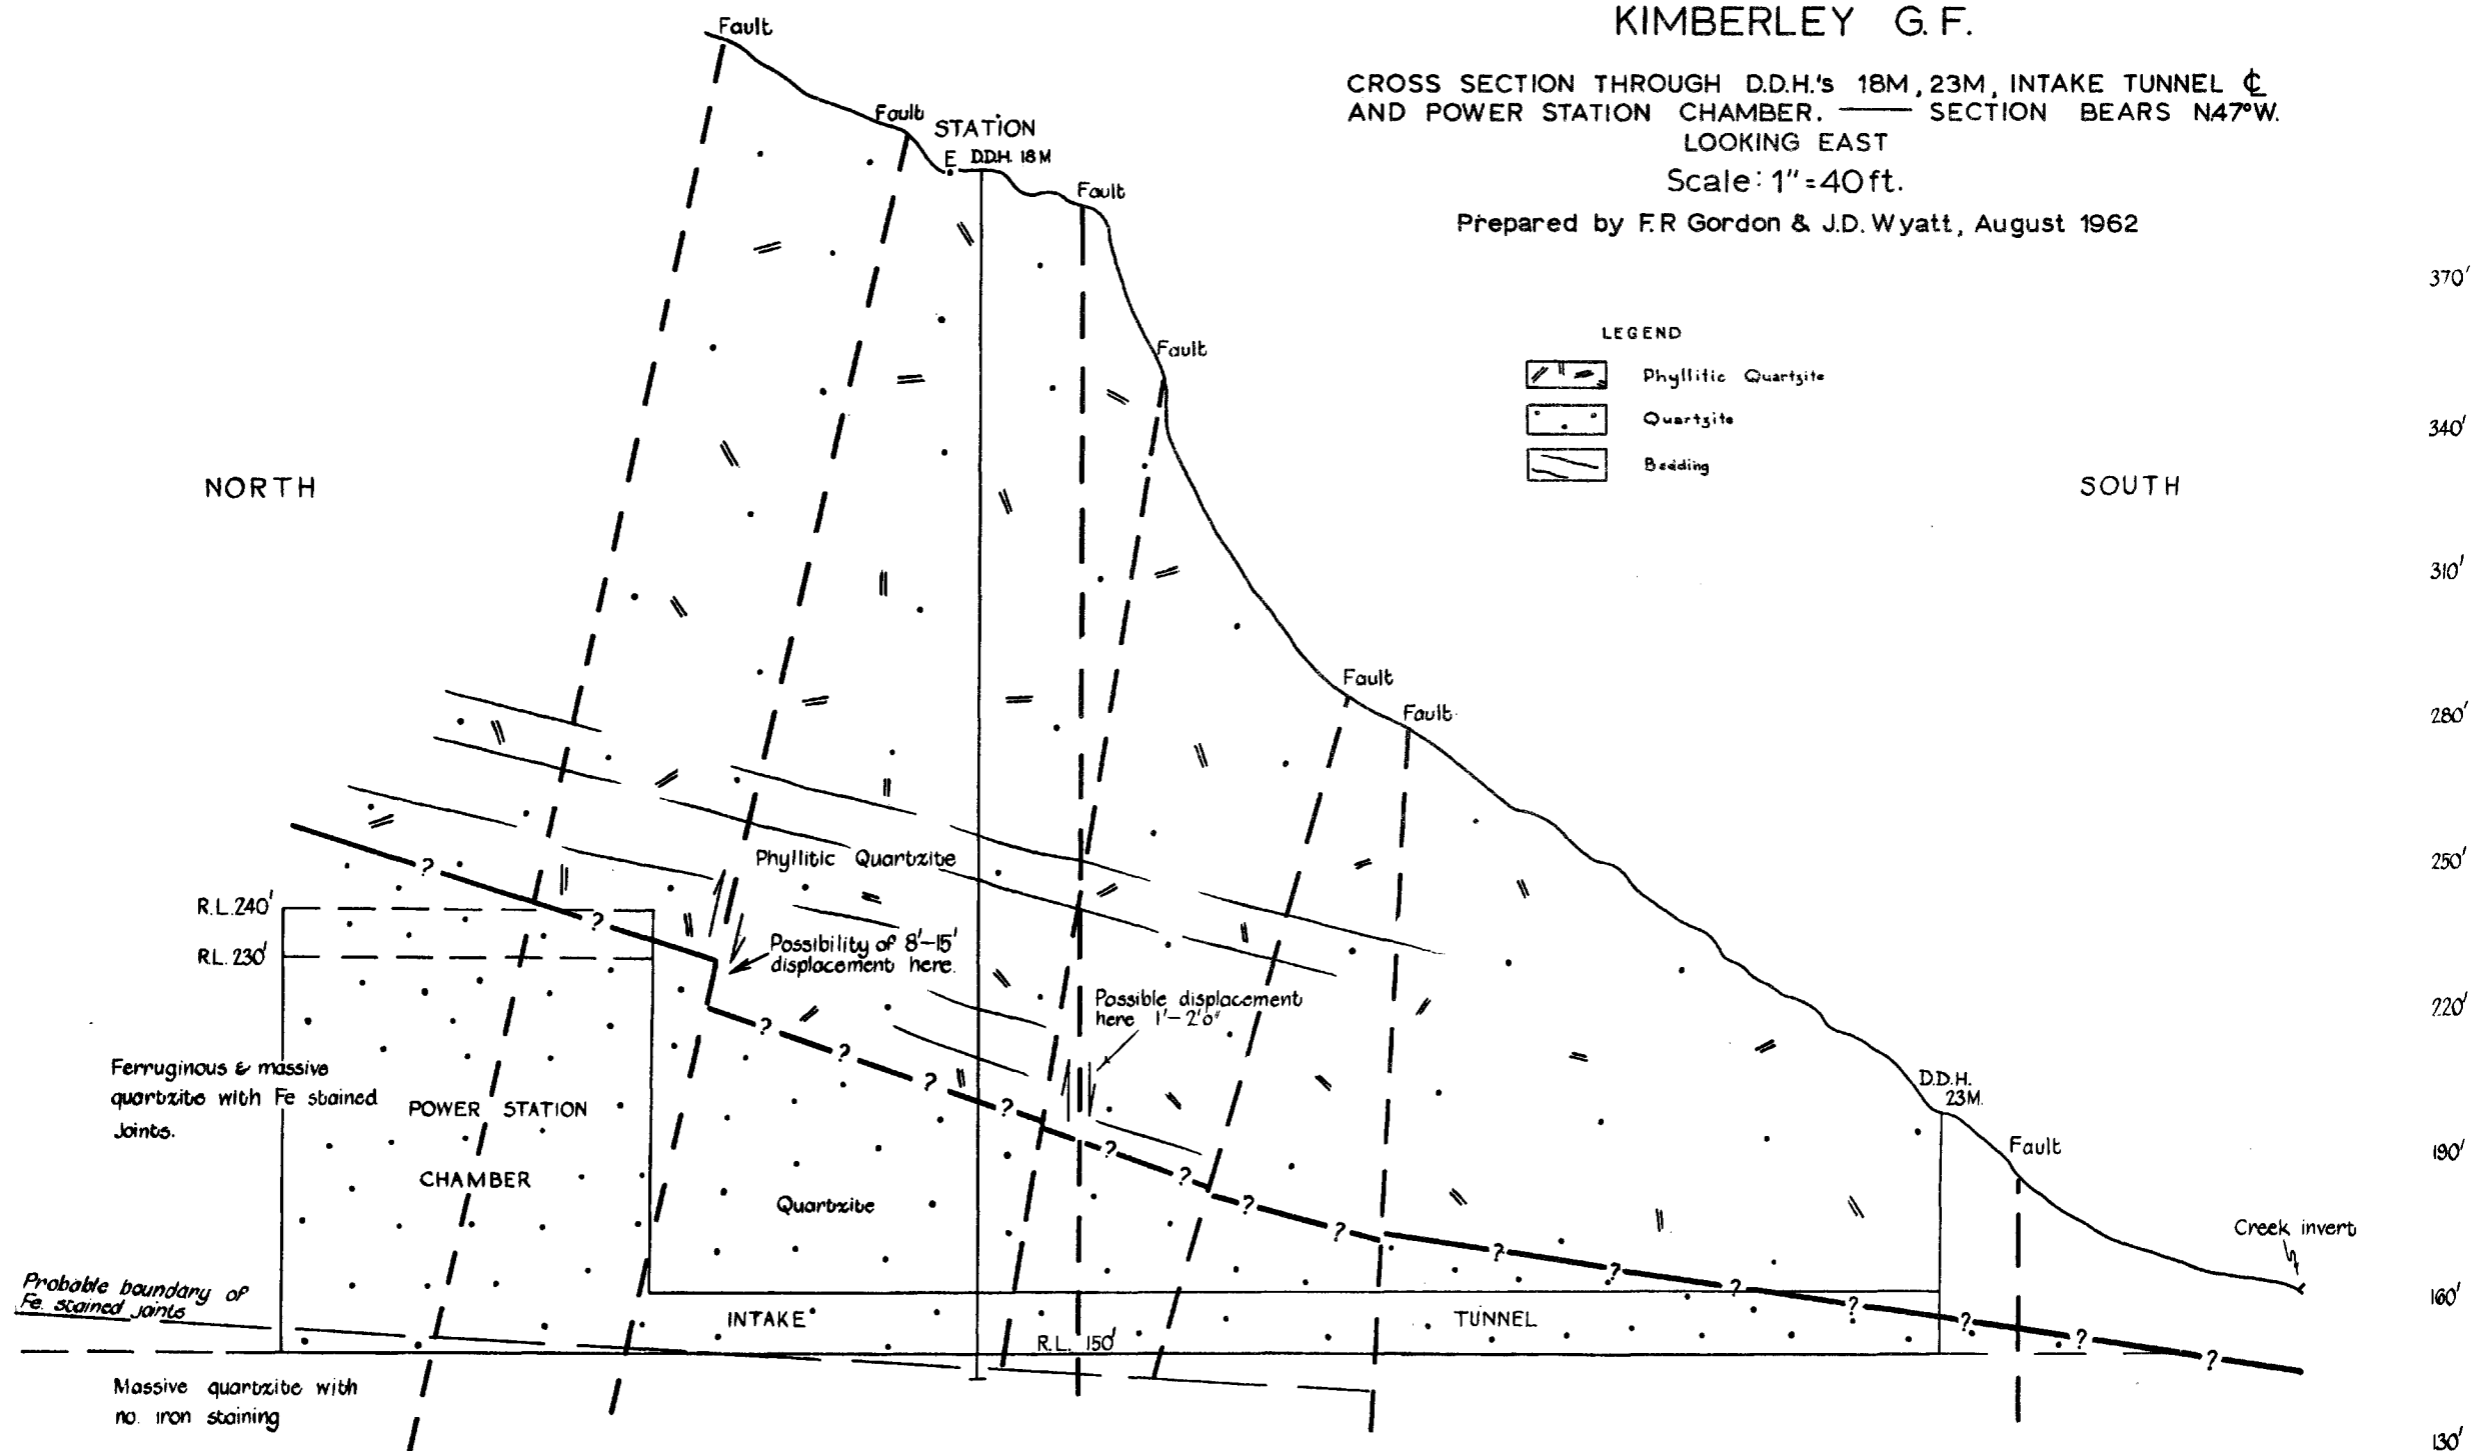 KIMBERLEY G.F.
CROSS SECTION THROUGH D.D.H.'s 18M, 23M, INTAKE TUNNEL ℄
AND POWER STATION CHAMBER. —— SECTION BEARS N47°W.
LOOKING EAST
Scale: 1"=40ft.
Prepared by F.R Gordon & J.D. Wyatt, August 1962
LEGEND
Phyllitic Quartzite
Quartzite
Bedding
NORTH
SOUTH
Fault
Fault
STATION
E D.D.H. 18M
Fault
Fault
Fault
Fault
D.D.H.
23M.
Fault
Creek invert
370'
340'
310'
280'
250'
220'
190'
160'
130'
Phyllitic Quartzite
? ? ? ? ? ? ? ? ? ? ? ? ? ? ? ? ? ?
R.L. 240'
R.L. 230'
Possibility of 8'-15'
displacement here.
Possible displacement
here 1'-2'0"
Ferruginous & massive
quartzite with Fe stained
Joints.
POWER STATION
CHAMBER
Quartzite
Probable boundary of
Fe. stained joints
INTAKE
TUNNEL
R.L. 150'
Massive quartzite with
no. iron staining